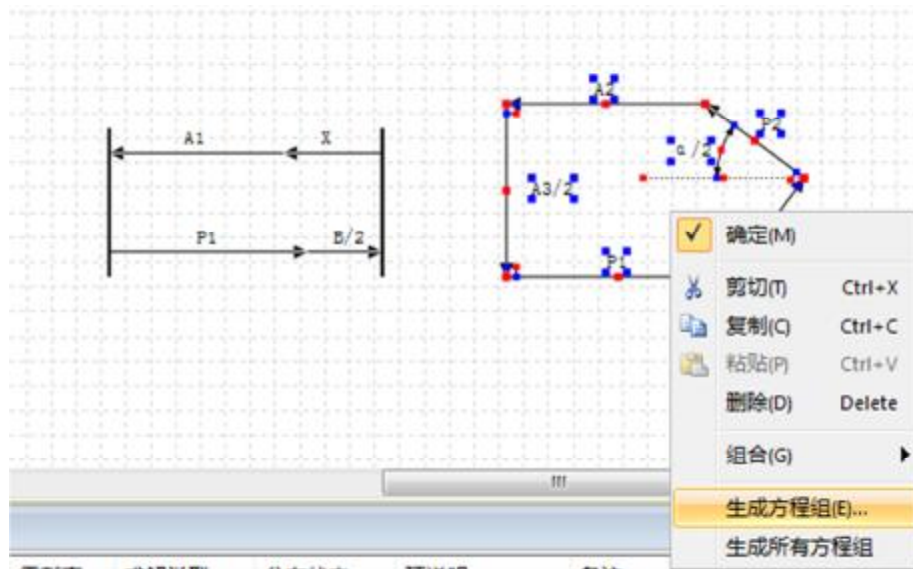 A1 X
P1 B/2
A2
P2
α/2
A3/2
P1
确定(M)
剪切(T) Ctrl+X
复制(C) Ctrl+C
粘贴(P) Ctrl+V
删除(D) Delete
组合(G)
生成方程组(E)...
生成所有方程组